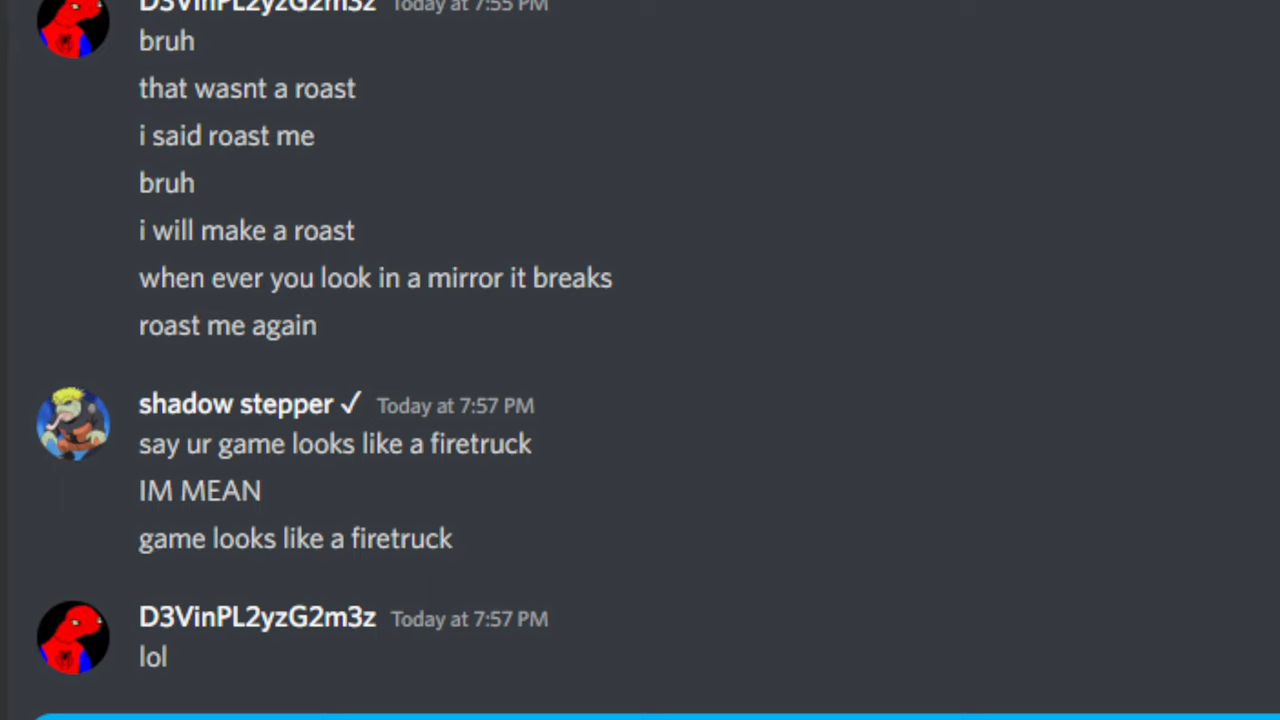 D3VinPL2yzG2m3z Today at 7:55 PM
bruh
that wasnt a roast
i said roast me
bruh
i will make a roast
when ever you look in a mirror it breaks
roast me again
shadow stepper ✓ Today at 7:57 PM
say ur game looks like a firetruck
IM MEAN
game looks like a firetruck
D3VinPL2yzG2m3z Today at 7:57 PM
lol